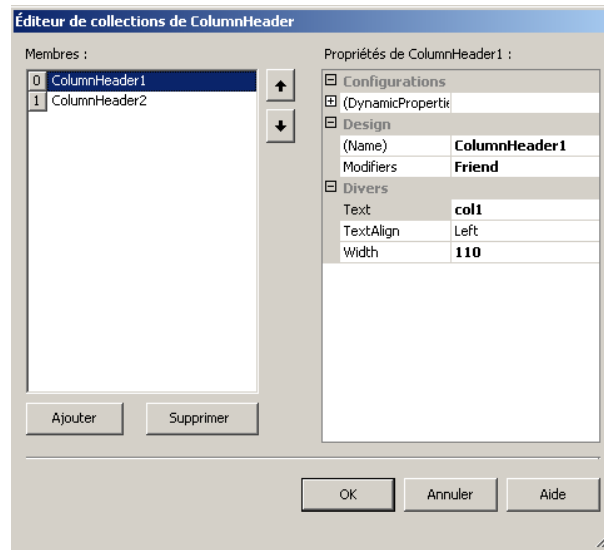 Éditeur de collections de ColumnHeader
Membres :
0 ColumnHeader1
1 ColumnHeader2
Ajouter
Supprimer
Propriétés de ColumnHeader1 :
Configurations
(DynamicPropertie
Design
(Name) ColumnHeader1
Modifiers Friend
Divers
Text col1
TextAlign Left
Width 110
OK
Annuler
Aide